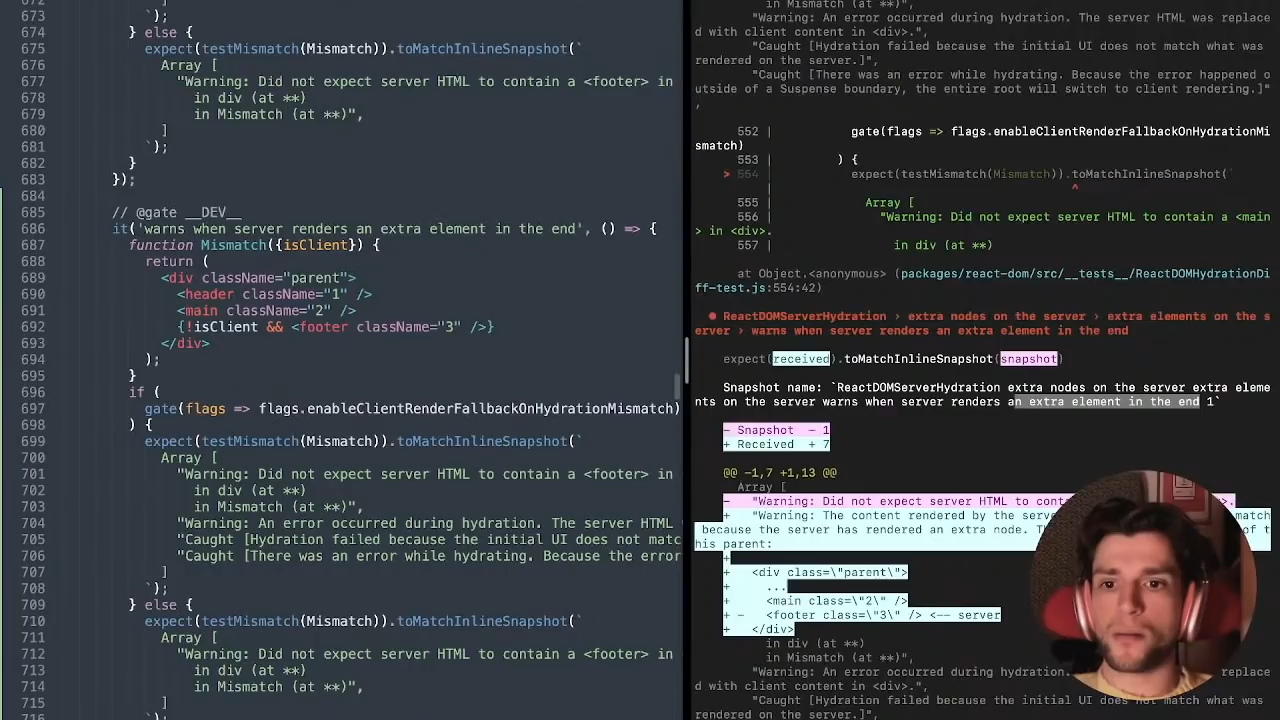 672 ]
673 `);
674 } else {
675 expect(testMismatch(Mismatch)).toMatchInlineSnapshot(`
676 Array [
677 "Warning: Did not expect server HTML to contain a <footer> in
678 in div (at **)
679 in Mismatch (at **)",
680 ]
681 `);
682 }
683 });
684
685 // @gate __DEV__
686 it('warns when server renders an extra element in the end', () => {
687 function Mismatch({isClient}) {
688 return (
689 <div className="parent">
690 <header className="1" />
691 <main className="2" />
692 {!isClient && <footer className="3" />}
693 </div>
694 );
695 }
696 if (
697 gate(flags => flags.enableClientRenderFallbackOnHydrationMismatch)
698 ) {
699 expect(testMismatch(Mismatch)).toMatchInlineSnapshot(`
700 Array [
701 "Warning: Did not expect server HTML to contain a <footer> in
702 in div (at **)
703 in Mismatch (at **)",
704 "Warning: An error occurred during hydration. The server HTML
705 "Caught [Hydration failed because the initial UI does not matc
706 "Caught [There was an error while hydrating. Because the error
707 ]
708 `);
709 } else {
710 expect(testMismatch(Mismatch)).toMatchInlineSnapshot(`
711 Array [
712 "Warning: Did not expect server HTML to contain a <footer> in
713 in div (at **)
714 in Mismatch (at **)",
715 ]
`);
in Mismatch (at **)",
"Warning: An error occurred during hydration. The server HTML was replace
d with client content in <div>.",
"Caught [Hydration failed because the initial UI does not match what was
rendered on the server.]",
"Caught [There was an error while hydrating. Because the error happened o
utside of a Suspense boundary, the entire root will switch to client rendering.]"
,
552 | gate(flags => flags.enableClientRenderFallbackOnHydrationMi
smatch)
553 | ) {
> 554 | expect(testMismatch(Mismatch)).toMatchInlineSnapshot(`
| ^
555 | Array [
556 | "Warning: Did not expect server HTML to contain a <main
> in <div>.
557 | in div (at **)
at Object.<anonymous> (packages/react-dom/src/__tests__/ReactDOMHydrationDi
ff-test.js:554:42)
● ReactDOMServerHydration › extra nodes on the server › extra elements on the s
erver › warns when server renders an extra element in the end
expect(received).toMatchInlineSnapshot(snapshot)
Snapshot name: `ReactDOMServerHydration extra nodes on the server extra eleme
nts on the server warns when server renders an extra element in the end 1`
- Snapshot - 1
+ Received + 7
@@ -1,7 +1,13 @@
Array [
- "Warning: Did not expect server HTML to conta
+ "Warning: The content rendered by the serv match
because the server has rendered an extra node. Th of t
his parent:
+
+ <div class=\"parent\">
+ ...
+ <main class=\"2\" />
+ - <footer class=\"3\" /> <-- server
+ </div>
in div (at **)
in Mismatch (at **)",
"Warning: An error occurred during hydration. replace
d with client content in <div>.",
"Caught [Hydration failed because the initial UI does not match what was
rendered on the server.]",